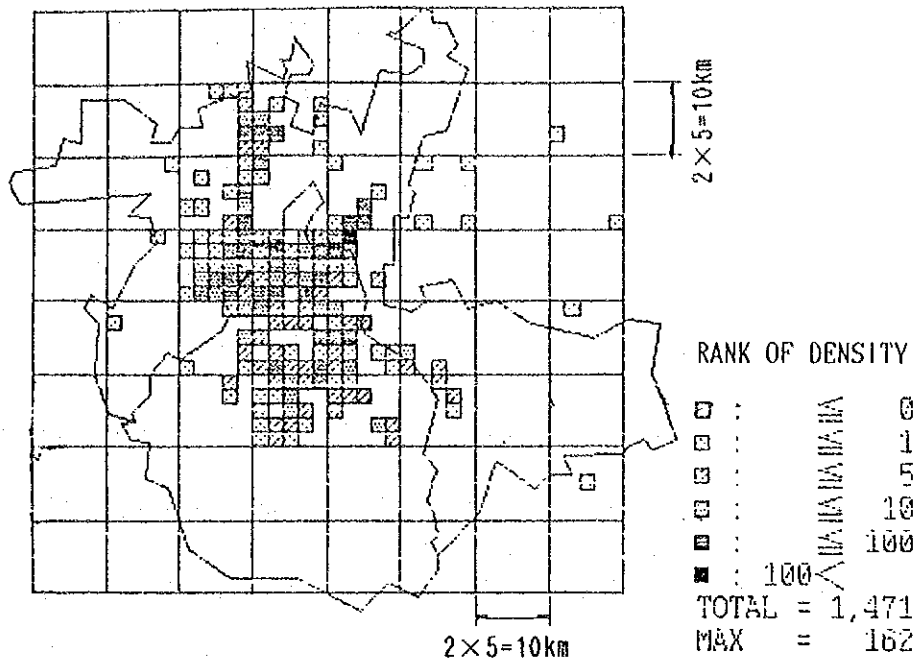 2×5=10km
RANK OF DENSITY
: ≦ 0
: ≦ 1
: ≦ 5
: ≦ 10
: ≦ 100
: 100<
TOTAL = 1,471
MAX = 162
2×5=10km